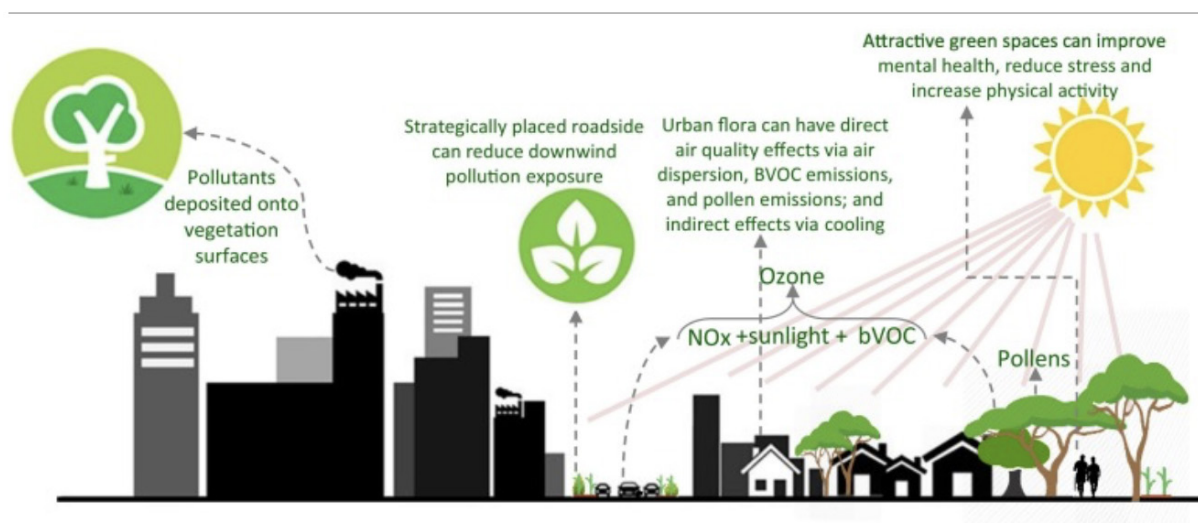 Attractive green spaces can improve
mental health, reduce stress and
increase physical activity
Strategically placed roadside
can reduce downwind
pollution exposure
Urban flora can have direct
air quality effects via air
dispersion, BVOC emissions,
and pollen emissions; and
indirect effects via cooling
Pollutants
deposited onto
vegetation
surfaces
Ozone
NOx +sunlight + bVOC
Pollens